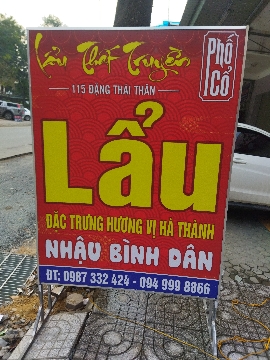 Lẩu Thập Truyền
Phố Cổ
115 ĐẶNG THAI THÂN
Lẩu
ĐẶC TRƯNG HƯƠNG VỊ HÀ THÀNH
NHẬU BÌNH DÂN
ĐT: 0987 332 424 - 094 999 8866